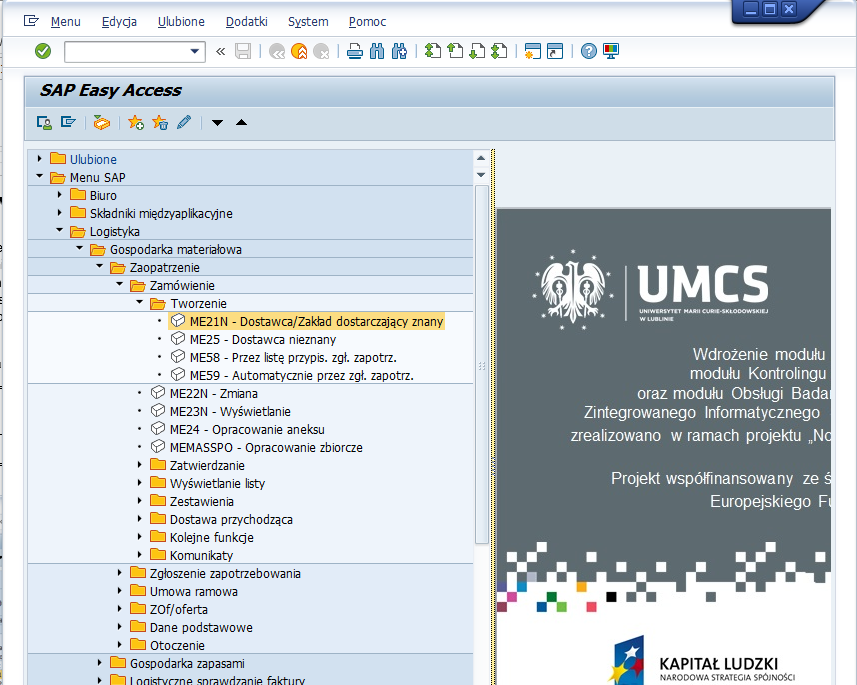 Menu Edycja Ulubione Dodatki System Pomoc
SAP Easy Access
Ulubione
Menu SAP
Biuro
Składniki międzyaplikacyjne
Logistyka
Gospodarka materiałowa
Zaopatrzenie
Zamówienie
Tworzenie
ME21N - Dostawca/Zakład dostarczający znany
ME25 - Dostawca nieznany
ME58 - Przez listę przypis. zgł. zapotrz.
ME59 - Automatycznie przez zgł. zapotrz.
ME22N - Zmiana
ME23N - Wyświetlanie
ME24 - Opracowanie aneksu
MEMASSPO - Opracowanie zbiorcze
Zatwierdzanie
Wyświetlanie listy
Zestawienia
Dostawa przychodząca
Kolejne funkcje
Komunikaty
Zgłoszenie zapotrzebowania
Umowa ramowa
ZOf/oferta
Dane podstawowe
Otoczenie
Gospodarka zapasami
Logistyczne sprawdzanie faktury
UMCS
UNIWERSYTET MARII CURIE-SKŁODOWSKIEJ
W LUBLINIE
Wdrożenie modułu
modułu Kontrolingu
oraz modułu Obsługi Badań
Zintegrowanego Informatycznego
zrealizowano w ramach projektu „No
Projekt współfinansowany ze ś
Europejskiego Fu
KAPITAŁ LUDZKI
NARODOWA STRATEGIA SPÓJNOŚCI